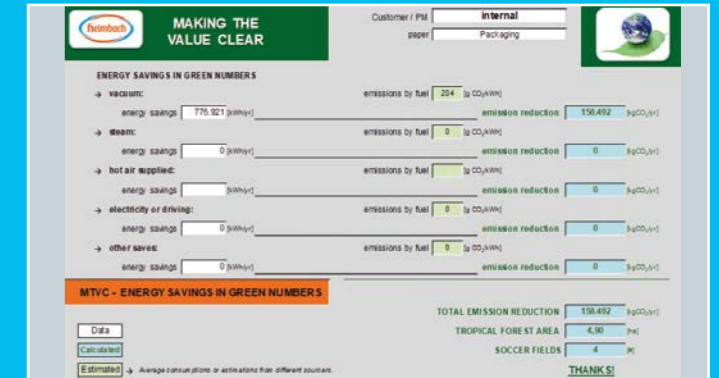 heimbach
MAKING THE
VALUE CLEAR
Customer / PM internal
paper Packaging
ENERGY SAVINGS IN GREEN NUMBERS
→ vacuum: emissions by fuel 204 [g CO₂/kWh]
energy savings 776.921 [kWh/yr] emission reduction 158.492 [kgCO₂/yr]
→ steam: emissions by fuel 0 [g CO₂/kWh]
energy savings 0 [kWh/yr] emission reduction 0 [kgCO₂/yr]
→ hot air supplied: emissions by fuel [g CO₂/kWh]
energy savings [kWh/yr] emission reduction 0 [kgCO₂/yr]
→ electricity or driving: emissions by fuel 0 [g CO₂/kWh]
energy savings 0 [kWh/yr] emission reduction 0 [kgCO₂/yr]
→ other saves: emissions by fuel 0 [g CO₂/kWh]
energy savings 0 [kWh/yr] emission reduction 0 [kgCO₂/yr]
MTVC - ENERGY SAVINGS IN GREEN NUMBERS
TOTAL EMISSION REDUCTION 158.492 [kgCO₂/yr]
Data TROPICAL FOREST AREA 4,90 [ha]
Calculated SOCCER FIELDS 4 [#]
Estimated → Average consumptions or estimations from different sources. THANKS!